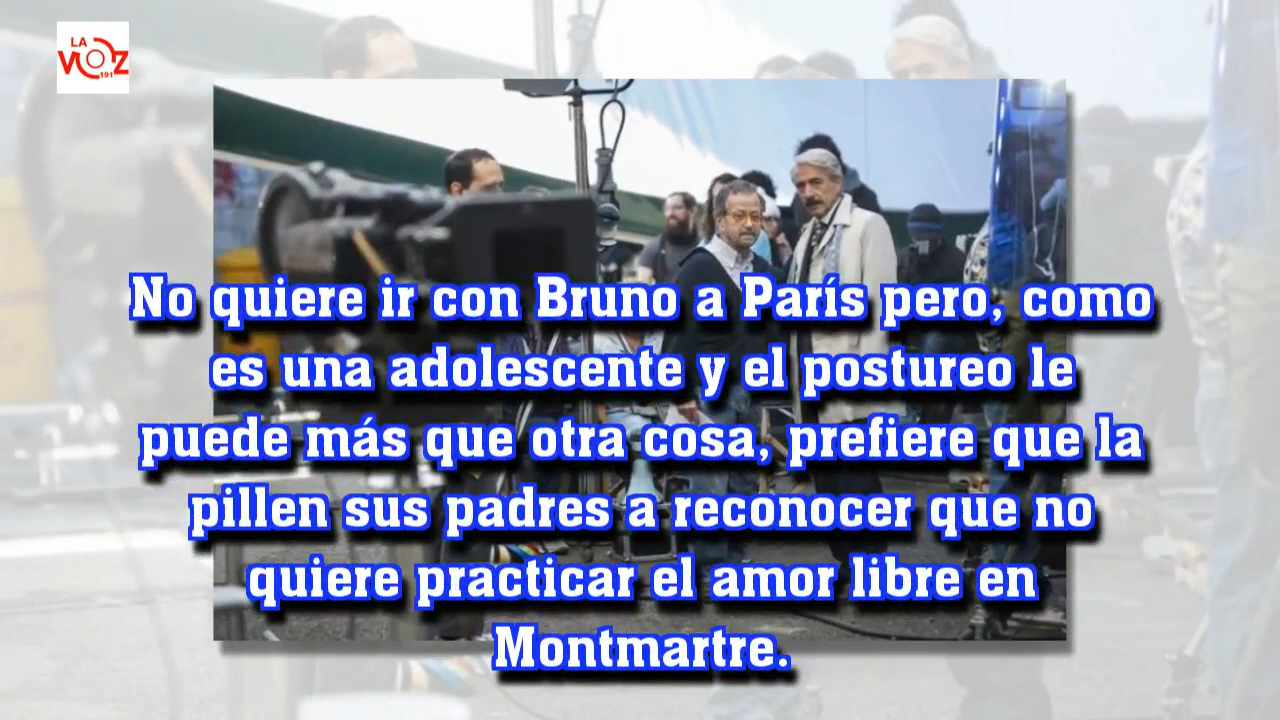 LA
VOZ
191
No quiere ir con Bruno a París pero, como
es una adolescente y el postureo le
puede más que otra cosa, prefiere que la
pillen sus padres a reconocer que no
quiere practicar el amor libre en
Montmartre.